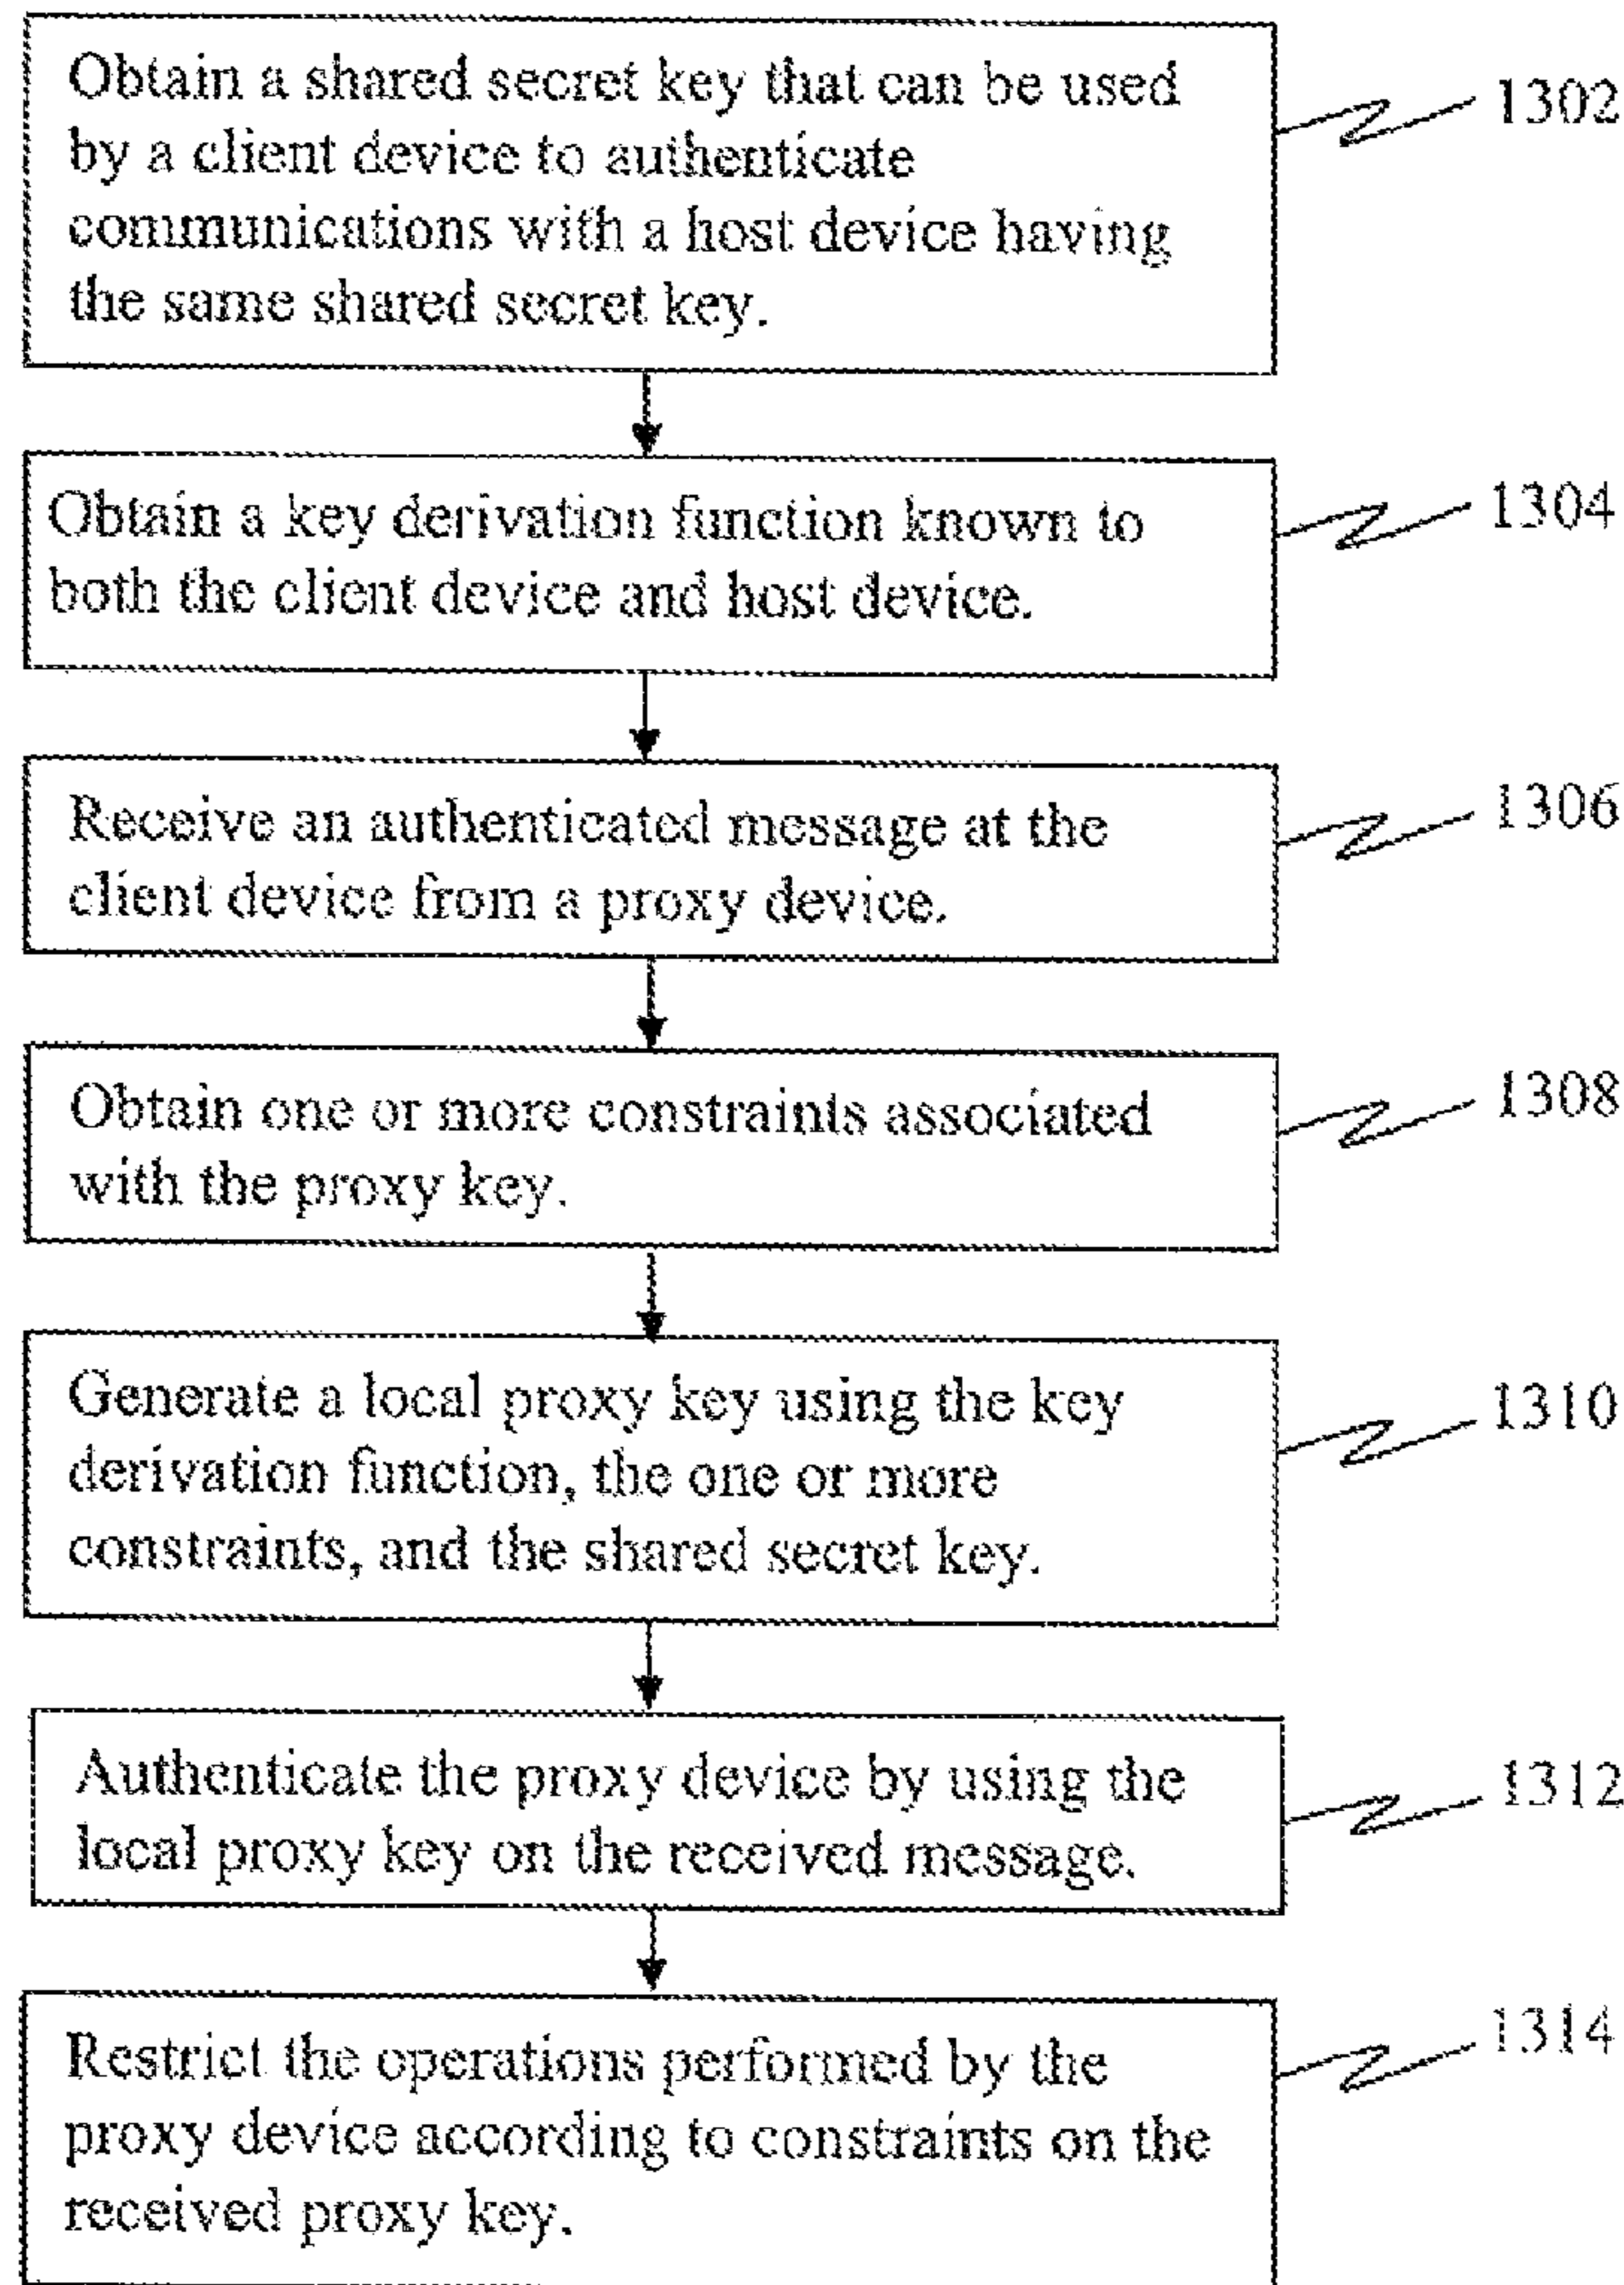 Obtain a shared secret key that can be used
by a client device to authenticate
communications with a host device having
the same shared secret key.
1302
Obtain a key derivation function known to
both the client device and host device.
1304
Receive an authenticated message at the
client device from a proxy device.
1306
Obtain one or more constraints associated
with the proxy key.
1308
Generate a local proxy key using the key
derivation function, the one or more
constraints, and the shared secret key.
1310
Authenticate the proxy device by using the
local proxy key on the received message.
1312
Restrict the operations performed by the
proxy device according to constraints on the
received proxy key.
1314